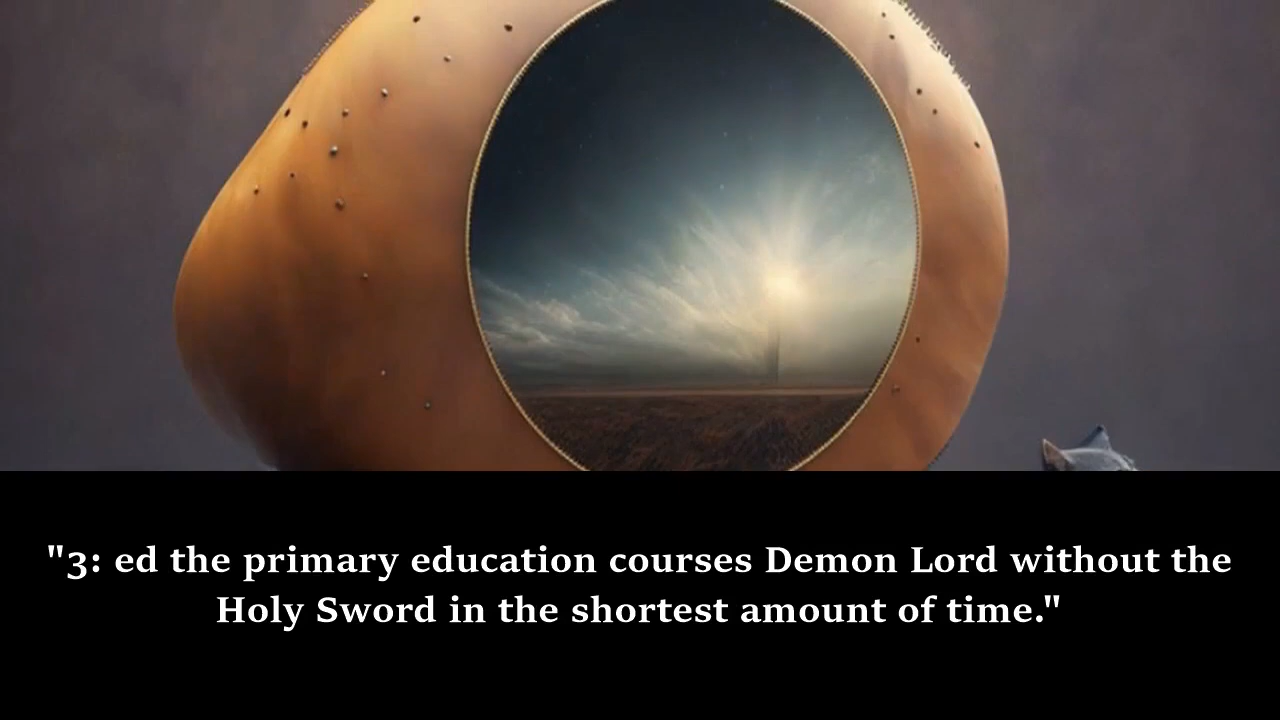 "3: ed the primary education courses Demon Lord without the
Holy Sword in the shortest amount of time."